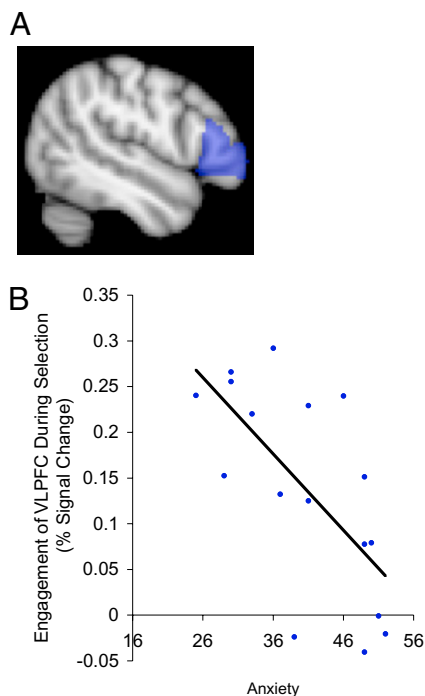 A
B
Engagement of VLPFC During Selection
(% Signal Change)
0.35
0.3
0.25
0.2
0.15
0.1
0.05
0
-0.05
16 26 36 46 56
Anxiety